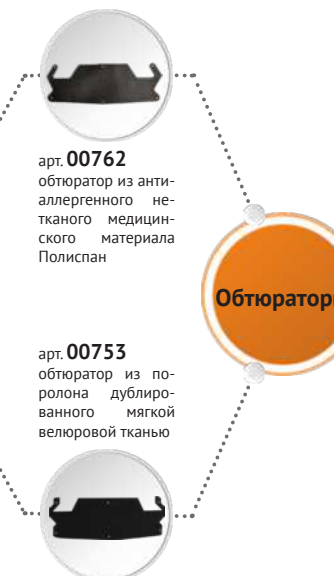 арт. 00762
обтюратор из анти-
аллергенного не-
тканого медицин-
ского материала
Полиспан
Обтюратор
арт. 00753
обтюратор из по-
ролона дублиро-
ванного мягкой
велюровой тканью